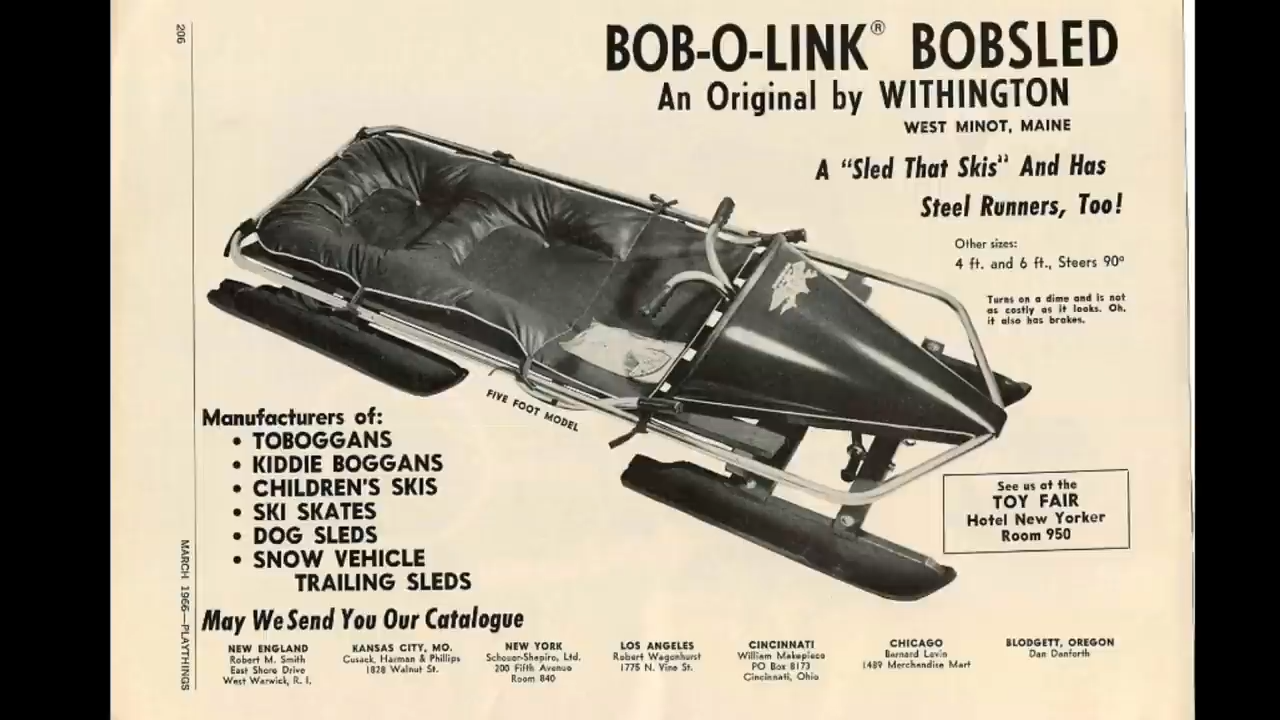 206
BOB-O-LINK® BOBSLED
An Original by WITHINGTON
WEST MINOT, MAINE
A "Sled That Skis" And Has
Steel Runners, Too!
Other sizes:
4 ft. and 6 ft., Steers 90°
Turns on a dime and is not
as costly as it looks. Oh,
it also has brakes.
FIVE FOOT MODEL
Manufacturers of:
• TOBOGGANS
• KIDDIE BOGGANS
• CHILDREN'S SKIS
• SKI SKATES
• DOG SLEDS
• SNOW VEHICLE
TRAILING SLEDS
See us at the
TOY FAIR
Hotel New Yorker
Room 950
May We Send You Our Catalogue
NEW ENGLAND
Robert M. Smith
East Shore Drive
West Warwick, R. I.
KANSAS CITY, MO.
Cusack, Harman & Phillips
1828 Walnut St.
NEW YORK
Schouer-Shapiro, Ltd.
200 Fifth Avenue
Room 840
LOS ANGELES
Robert Wagenhurst
1775 N. Vine St.
CINCINNATI
William Makepiece
PO Box 8173
Cincinnati, Ohio
CHICAGO
Bernard Levin
1489 Merchandise Mart
BLODGETT, OREGON
Dan Danforth
MARCH 1966—PLAYTHINGS